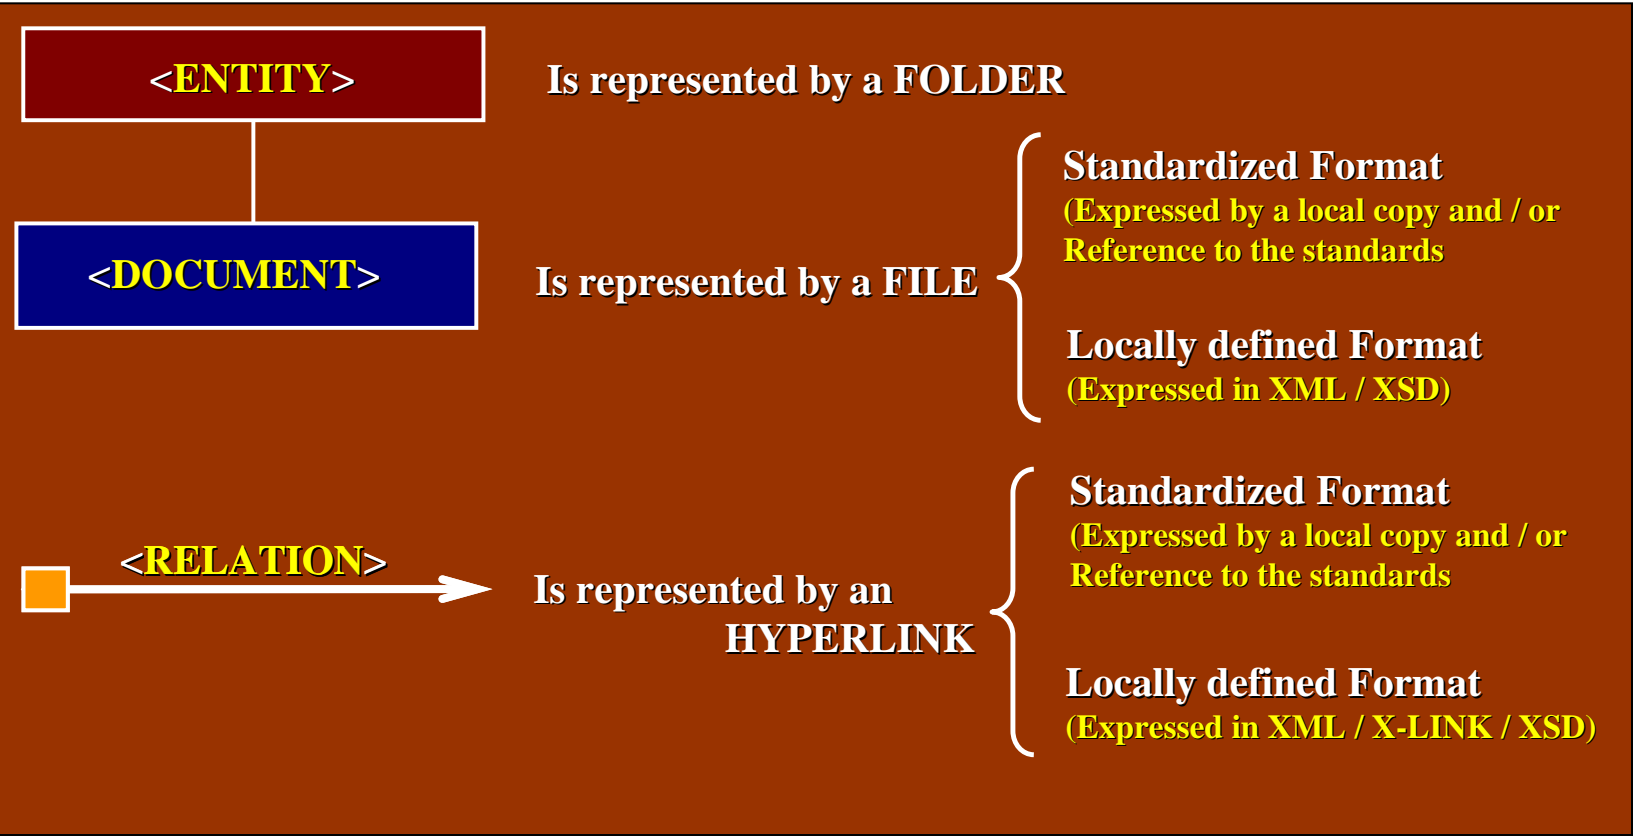 <ENTITY>
Is represented by a FOLDER
<DOCUMENT>
Is represented by a FILE
Standardized Format
(Expressed by a local copy and / or
Reference to the standards
Locally defined Format
(Expressed in XML / XSD)
<RELATION>
Is represented by an
HYPERLINK
Standardized Format
(Expressed by a local copy and / or
Reference to the standards
Locally defined Format
(Expressed in XML / X-LINK / XSD)